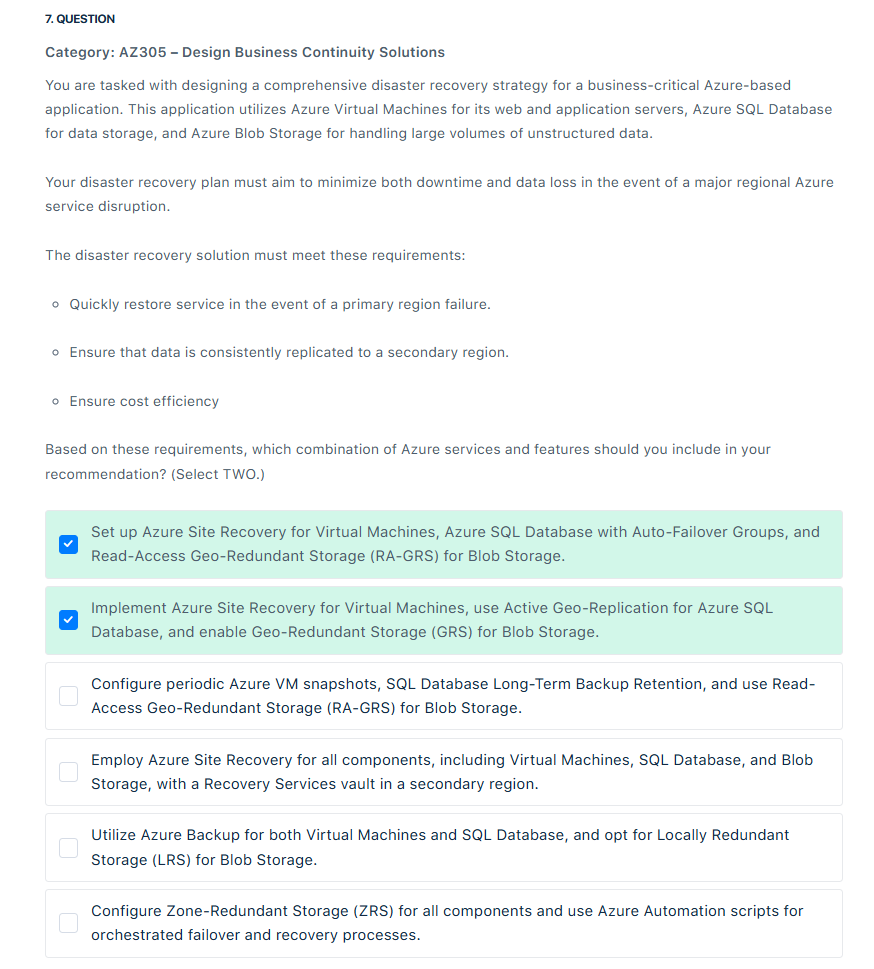 7. QUESTION
Category: AZ305 – Design Business Continuity Solutions
You are tasked with designing a comprehensive disaster recovery strategy for a business-critical Azure-based
application. This application utilizes Azure Virtual Machines for its web and application servers, Azure SQL Database
for data storage, and Azure Blob Storage for handling large volumes of unstructured data.
Your disaster recovery plan must aim to minimize both downtime and data loss in the event of a major regional Azure
service disruption.
The disaster recovery solution must meet these requirements:
Quickly restore service in the event of a primary region failure.
Ensure that data is consistently replicated to a secondary region.
Ensure cost efficiency
Based on these requirements, which combination of Azure services and features should you include in your
recommendation? (Select TWO.)
Set up Azure Site Recovery for Virtual Machines, Azure SQL Database with Auto-Failover Groups, and
Read-Access Geo-Redundant Storage (RA-GRS) for Blob Storage.
Implement Azure Site Recovery for Virtual Machines, use Active Geo-Replication for Azure SQL
Database, and enable Geo-Redundant Storage (GRS) for Blob Storage.
Configure periodic Azure VM snapshots, SQL Database Long-Term Backup Retention, and use Read-
Access Geo-Redundant Storage (RA-GRS) for Blob Storage.
Employ Azure Site Recovery for all components, including Virtual Machines, SQL Database, and Blob
Storage, with a Recovery Services vault in a secondary region.
Utilize Azure Backup for both Virtual Machines and SQL Database, and opt for Locally Redundant
Storage (LRS) for Blob Storage.
Configure Zone-Redundant Storage (ZRS) for all components and use Azure Automation scripts for
orchestrated failover and recovery processes.